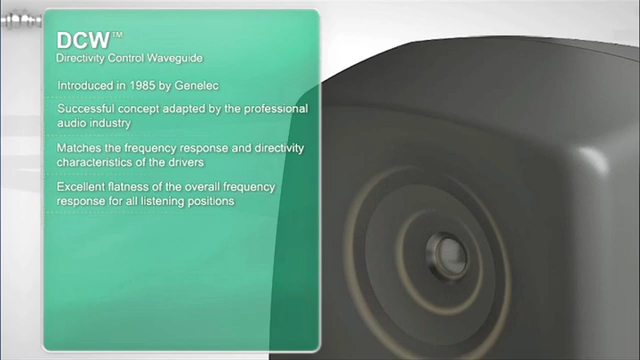 DCW™
Directivity Control Waveguide
Introduced in 1985 by Genelec
Successful concept adapted by the professional
audio industry
Matches the frequency response and directivity
characteristics of the drivers
Excellent flatness of the overall frequency
response for all listening positions